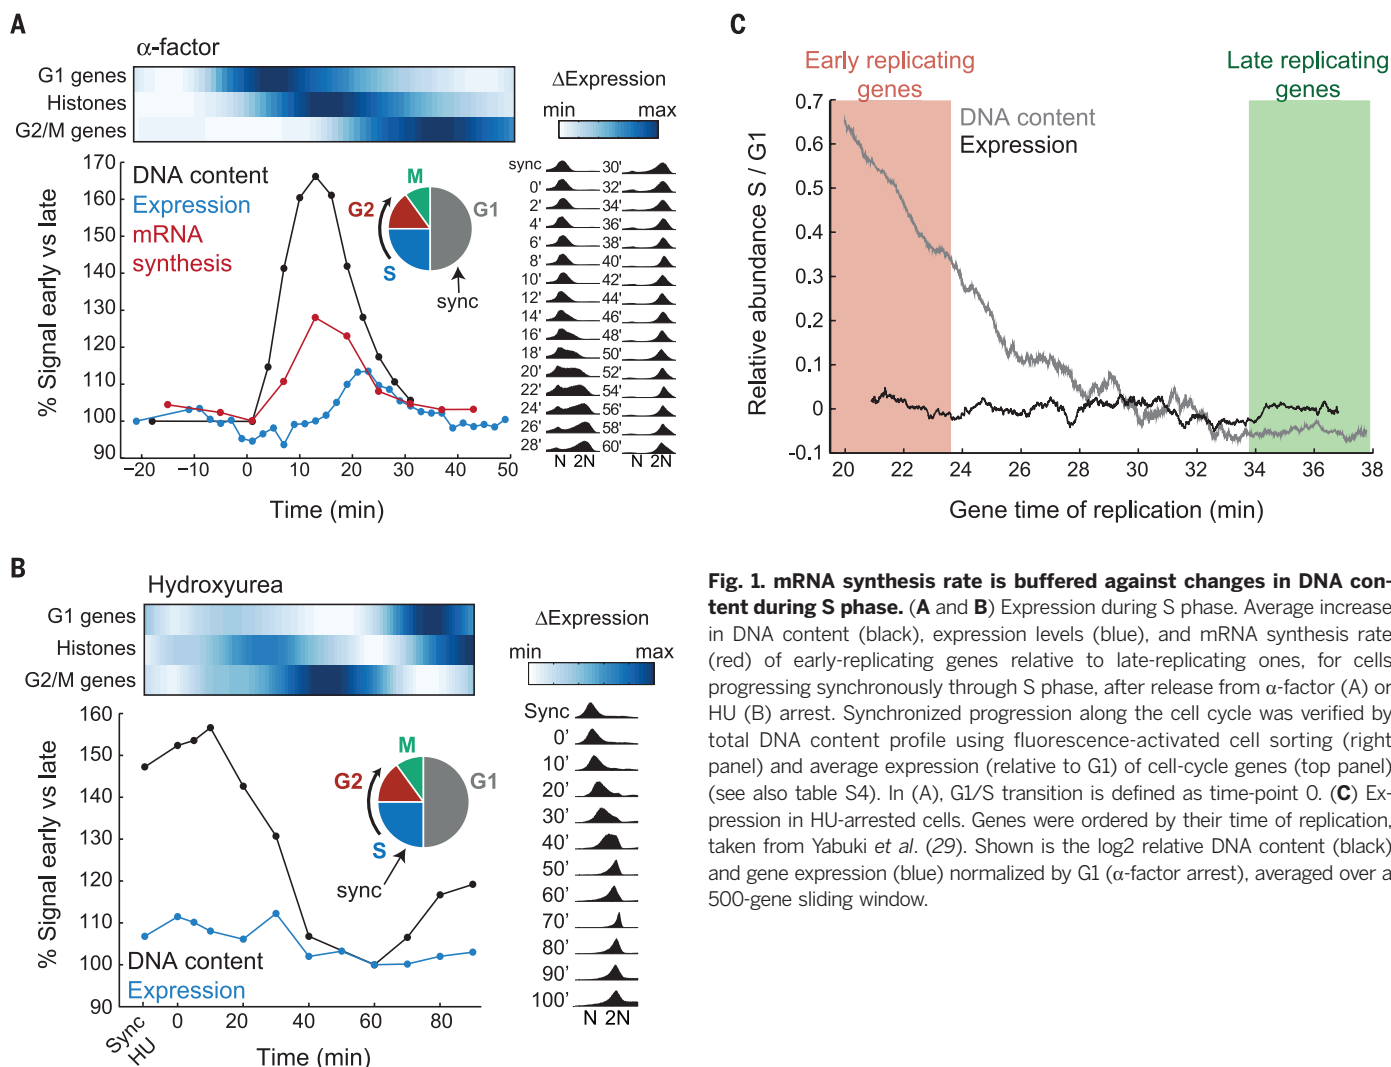 A
α-factor
G1 genes
Histones
G2/M genes
ΔExpression
min max
170
160
150
140
130
120
110
100
90
% Signal early vs late
DNA content
Expression
mRNA
synthesis
M
G2
G1
S
sync
−20 −10 0 10 20 30 40 50
Time (min)
sync 30'
0' 32'
2' 34'
4' 36'
6' 38'
8' 40'
10' 42'
12' 44'
14' 46'
16' 48'
18' 50'
20' 52'
22' 54'
24' 56'
26' 58'
28' 60'
N 2N N 2N
B
Hydroxyurea
G1 genes
Histones
G2/M genes
ΔExpression
min max
160
150
140
130
120
110
100
90
% Signal early vs late
DNA content
Expression
M
G2
G1
S
sync
Sync
HU
0 20 40 60 80
Time (min)
Sync
0'
10'
20'
30'
40'
50'
60'
70'
80'
90'
100'
N 2N
C
Early replicating
genes
Late replicating
genes
DNA content
Expression
0.7
0.6
0.5
0.4
0.3
0.2
0.1
0
-0.1
Relative abundance S / G1
20 22 24 26 28 30 32 34 36 38
Gene time of replication (min)
Fig. 1. mRNA synthesis rate is buffered against changes in DNA con-
tent during S phase. (A and B) Expression during S phase. Average increase
in DNA content (black), expression levels (blue), and mRNA synthesis rate
(red) of early-replicating genes relative to late-replicating ones, for cells
progressing synchronously through S phase, after release from α-factor (A) or
HU (B) arrest. Synchronized progression along the cell cycle was verified by
total DNA content profile using fluorescence-activated cell sorting (right
panel) and average expression (relative to G1) of cell-cycle genes (top panel)
(see also table S4). In (A), G1/S transition is defined as time-point 0. (C) Ex-
pression in HU-arrested cells. Genes were ordered by their time of replication,
taken from Yabuki et al. (29). Shown is the log2 relative DNA content (black)
and gene expression (blue) normalized by G1 (α-factor arrest), averaged over a
500-gene sliding window.